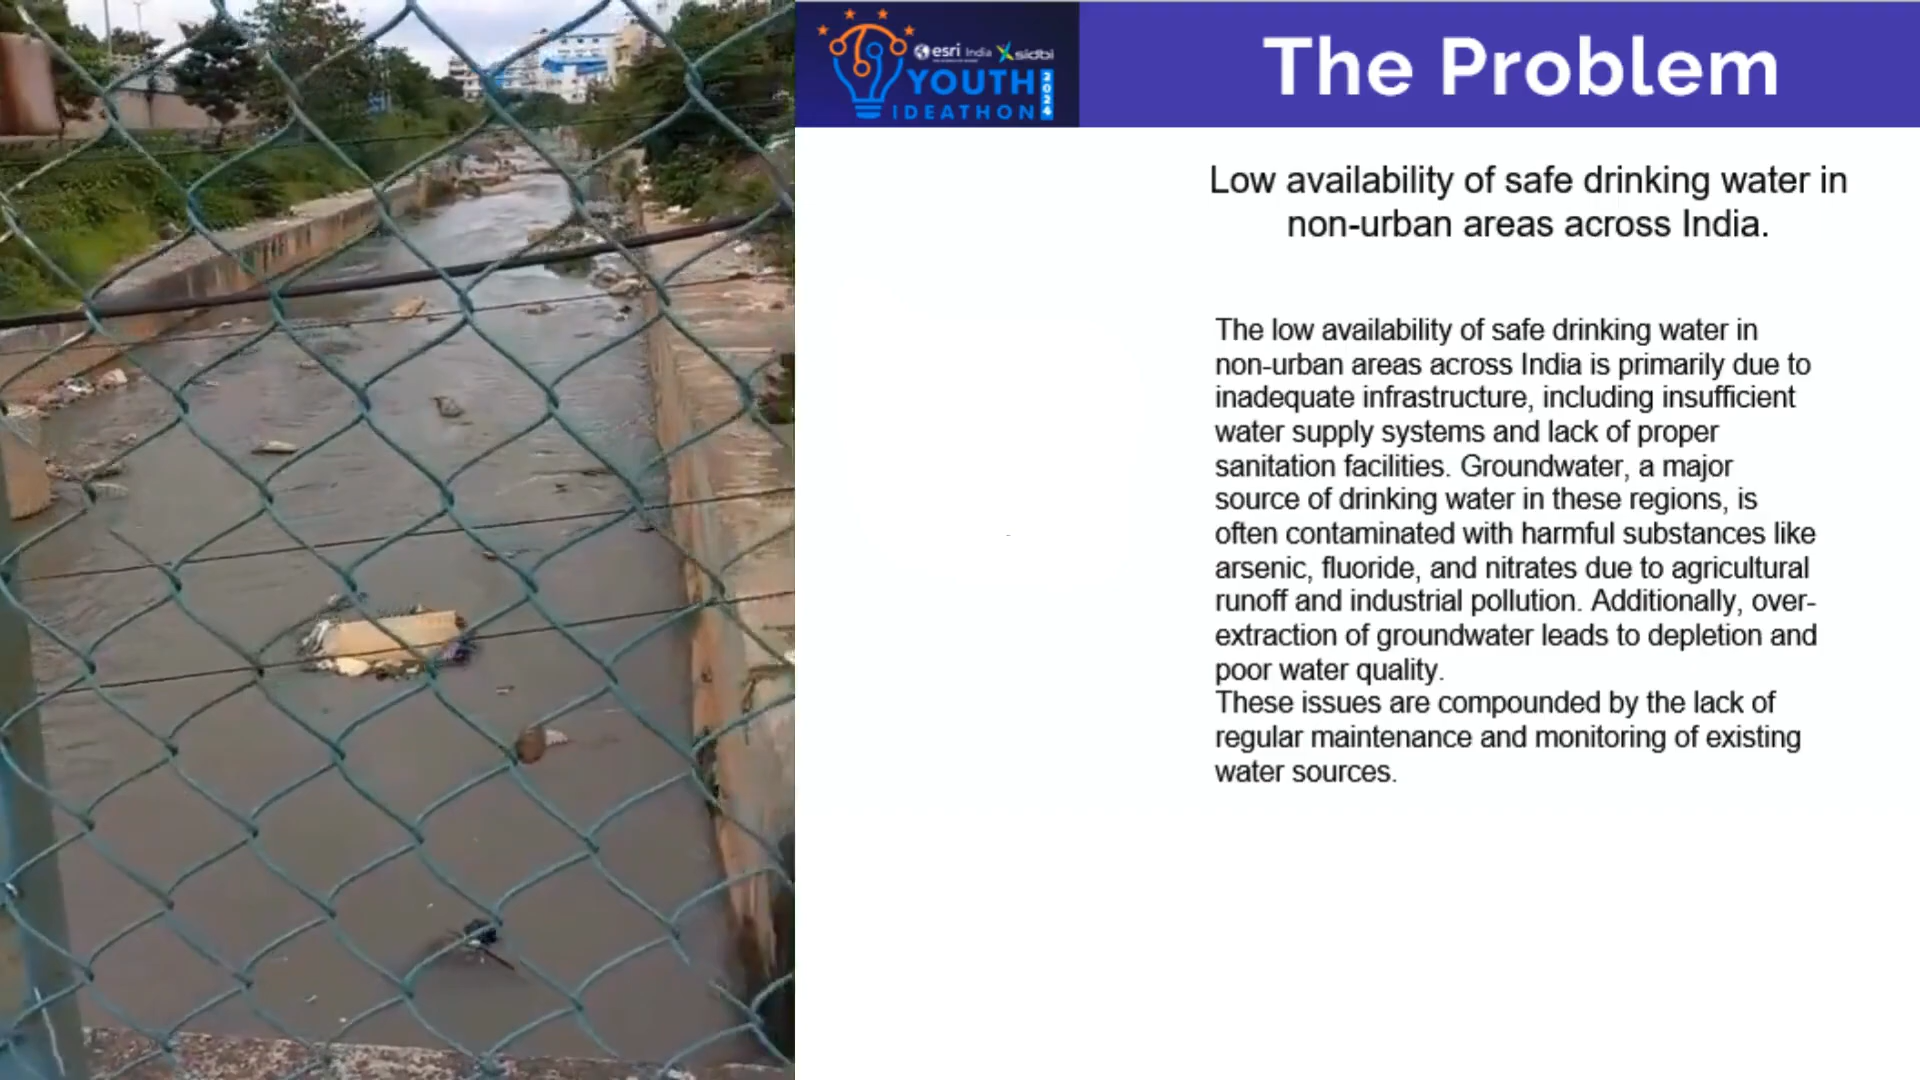 esri India sidbi
YOUTH
2024
IDEATHON
The Problem
Low availability of safe drinking water in
non-urban areas across India.
The low availability of safe drinking water in
non-urban areas across India is primarily due to
inadequate infrastructure, including insufficient
water supply systems and lack of proper
sanitation facilities. Groundwater, a major
source of drinking water in these regions, is
often contaminated with harmful substances like
arsenic, fluoride, and nitrates due to agricultural
runoff and industrial pollution. Additionally, over-
extraction of groundwater leads to depletion and
poor water quality.
These issues are compounded by the lack of
regular maintenance and monitoring of existing
water sources.